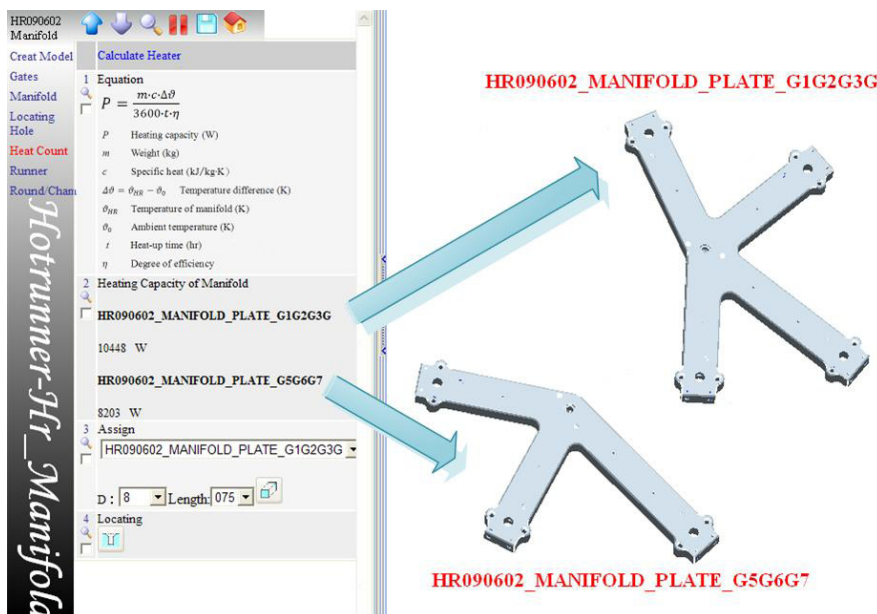 HR090602
Manifold
Creat Model
Gates
Manifold
Locating
Hole
Heat Count
Runner
Round/Cham
Hotrunner-Hr_Manifold
Calculate Heater
1 Equation
P = m·c·Δϑ / 3600·t·η
P Heating capacity (W)
m Weight (kg)
c Specific heat (kJ/kg·K)
Δϑ = ϑHR − ϑ0 Temperature difference (K)
ϑHR Temperature of manifold (K)
ϑ0 Ambient temperature (K)
t Heat-up time (hr)
η Degree of efficiency
2 Heating Capacity of Manifold
HR090602_MANIFOLD_PLATE_G1G2G3G
10448 W
HR090602_MANIFOLD_PLATE_G5G6G7
8203 W
3 Assign
HR090602_MANIFOLD_PLATE_G1G2G3G
D : 8 Length: 075
4 Locating
HR090602_MANIFOLD_PLATE_G1G2G3G
HR090602_MANIFOLD_PLATE_G5G6G7